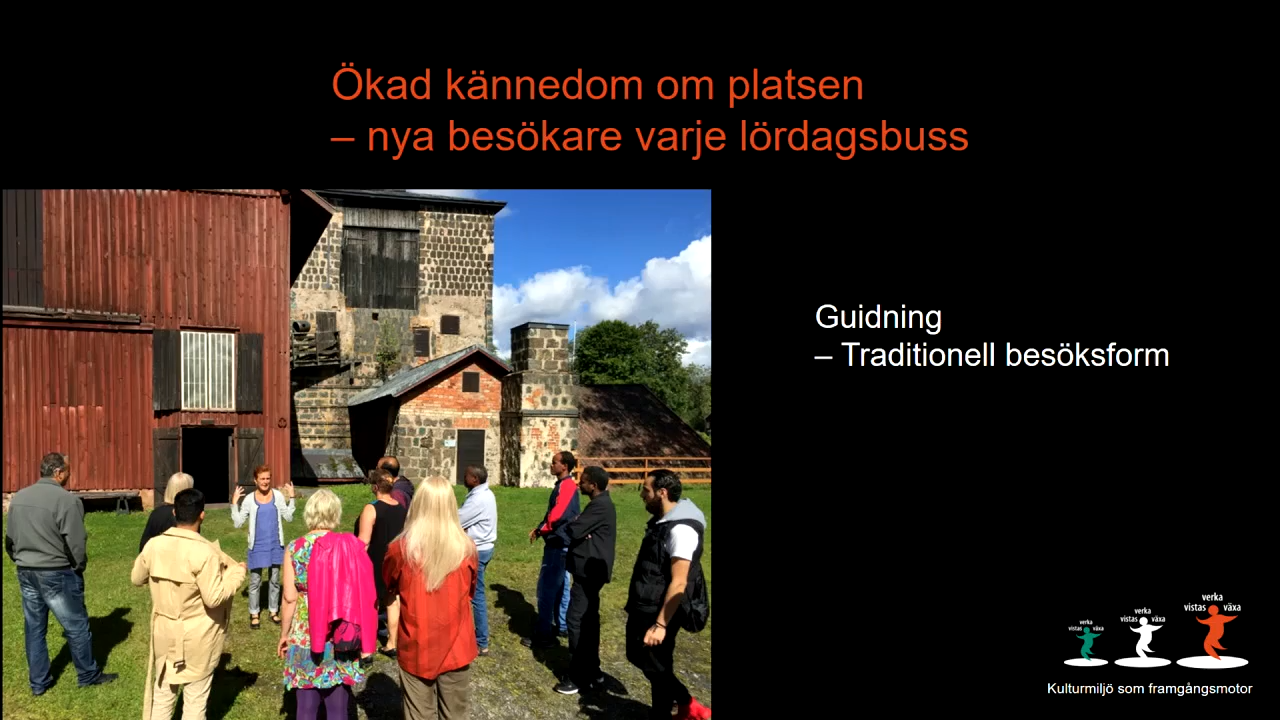 Ökad kännedom om platsen
– nya besökare varje lördagsbuss
Guidning
– Traditionell besöksform
verka
vistas växa
verka
vistas växa
verka
vistas växa
Kulturmiljö som framgångsmotor